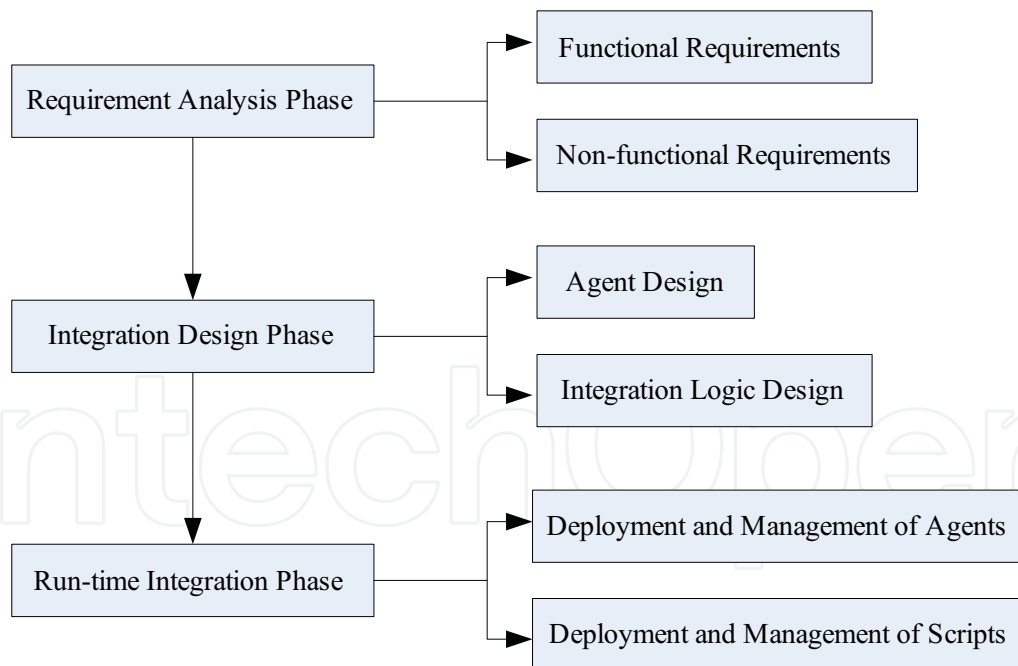 Functional Requirements
Requirement Analysis Phase
Non-functional Requirements
Agent Design
Integration Design Phase
Integration Logic Design
ntechOpen
Deployment and Management of Agents
Run-time Integration Phase
Deployment and Management of Scripts